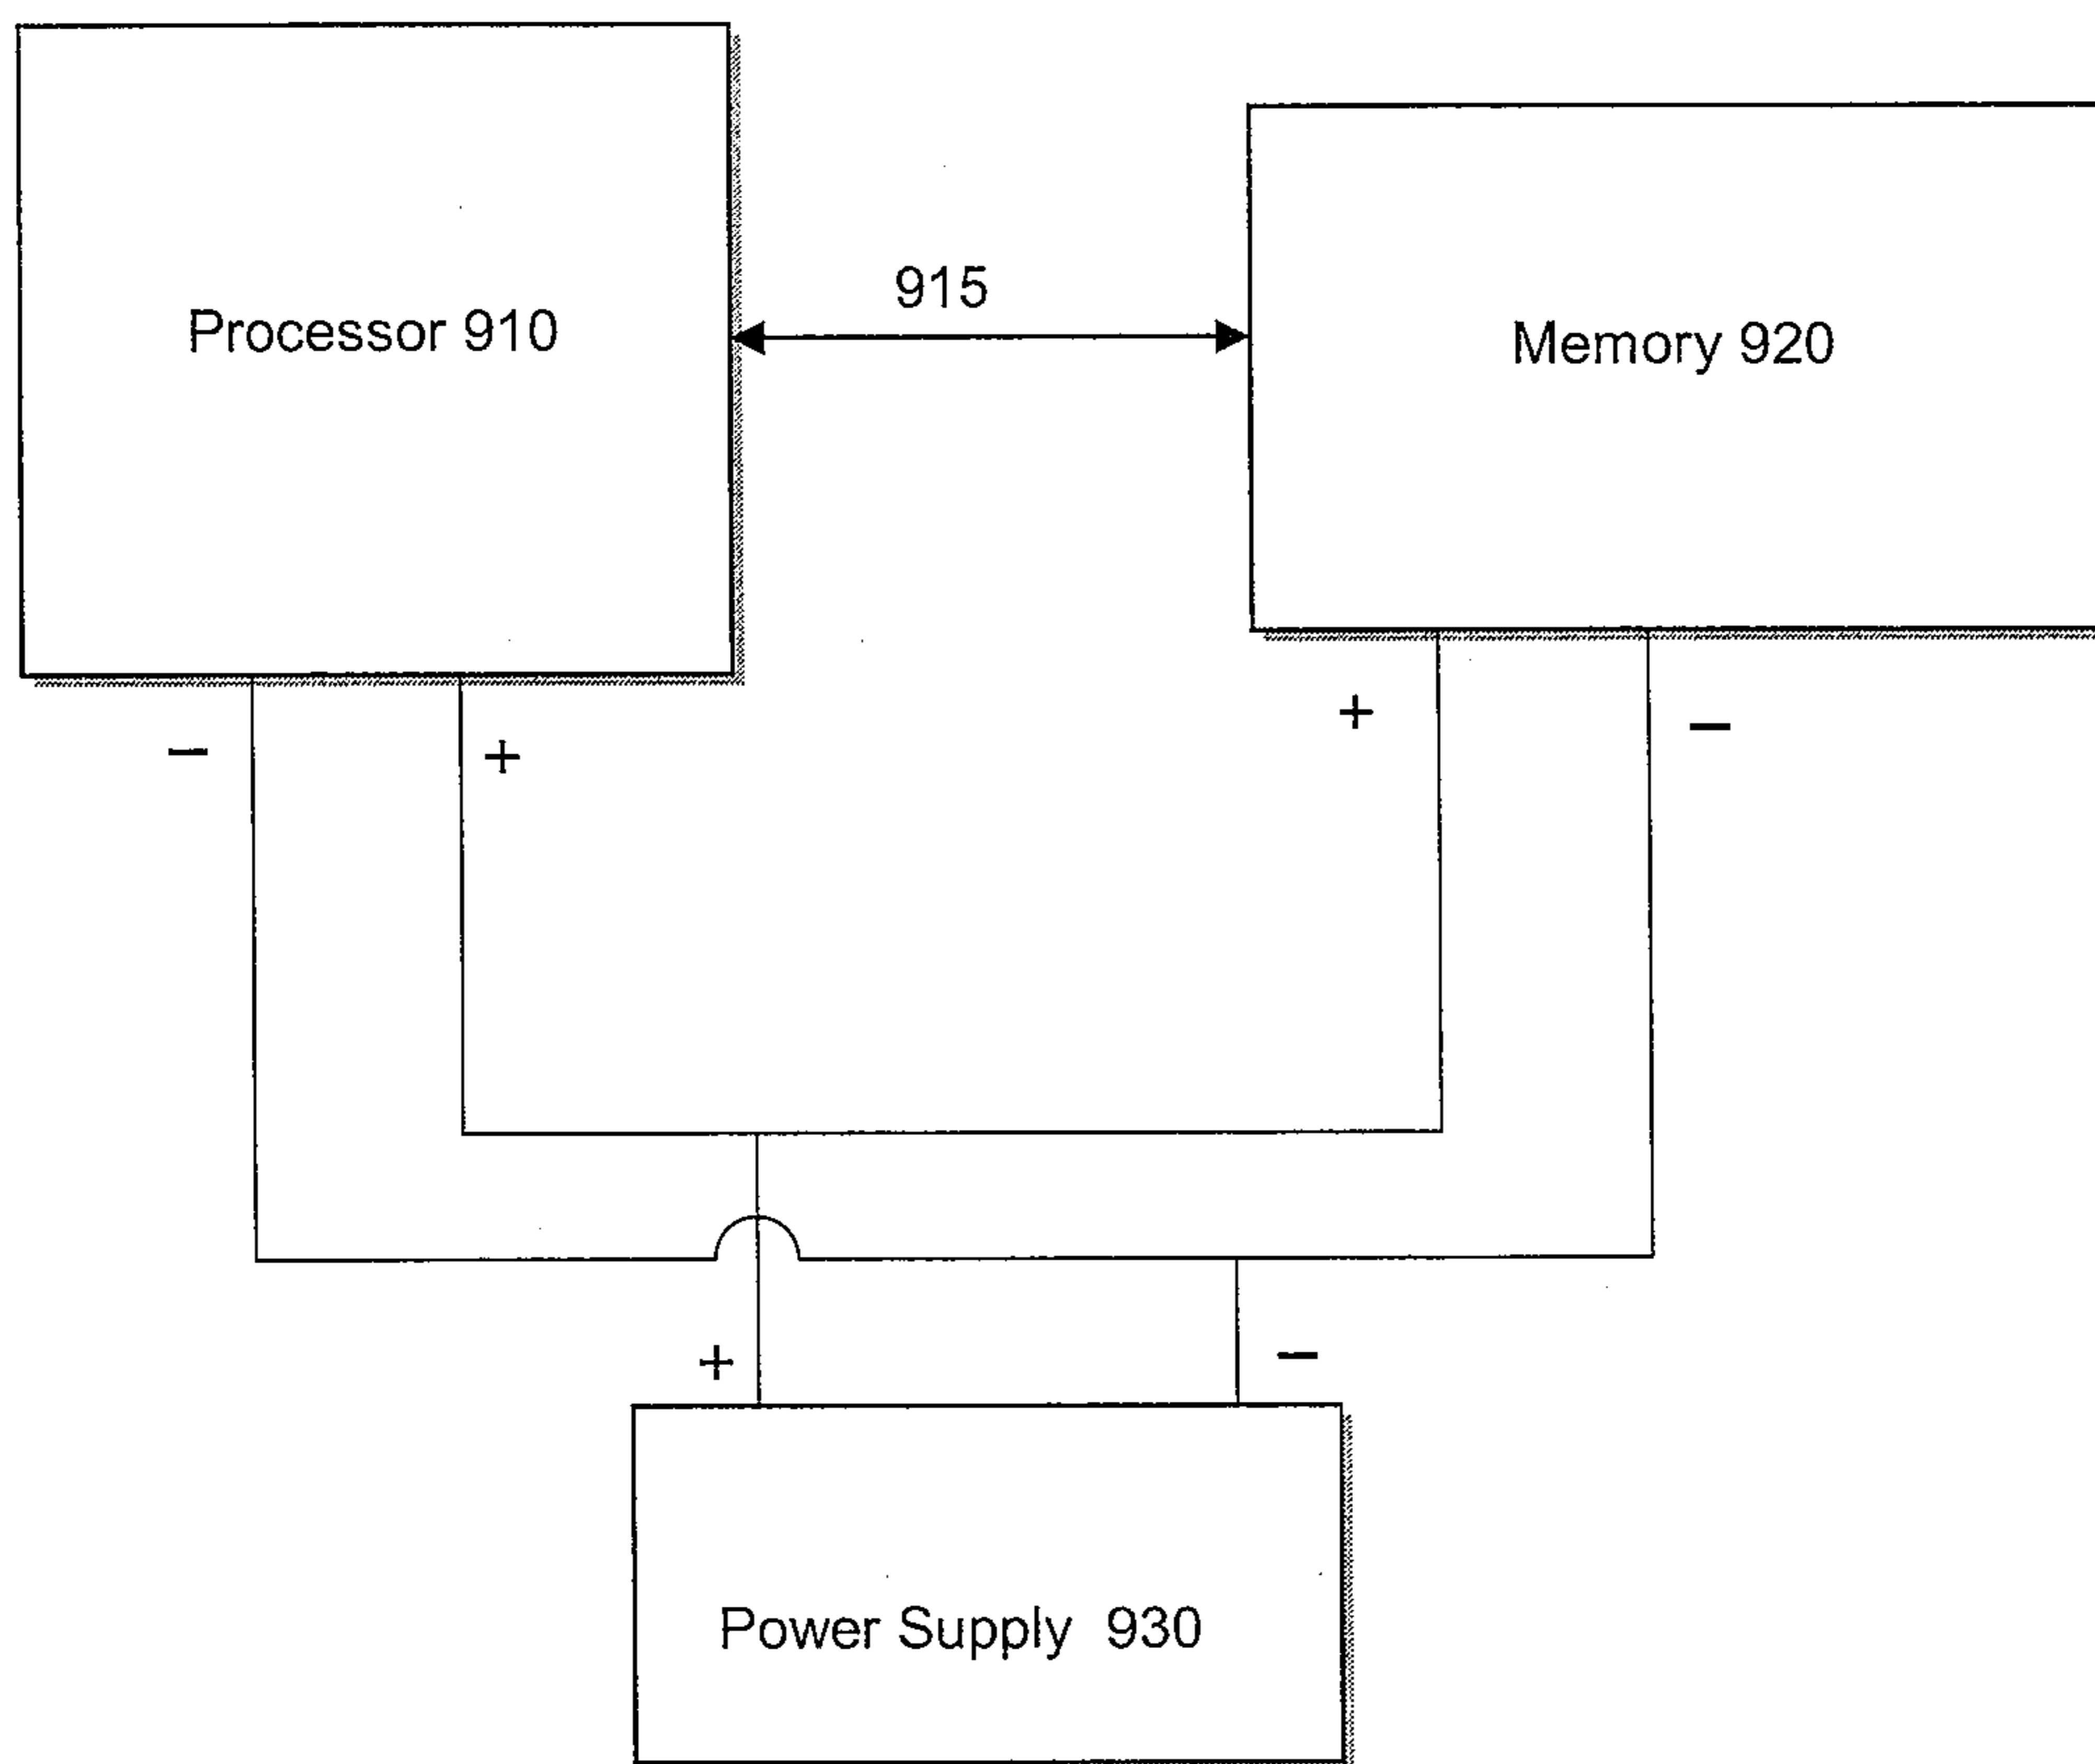 915
Processor 910
Memory 920
+
−
−
+
+
−
Power Supply 930